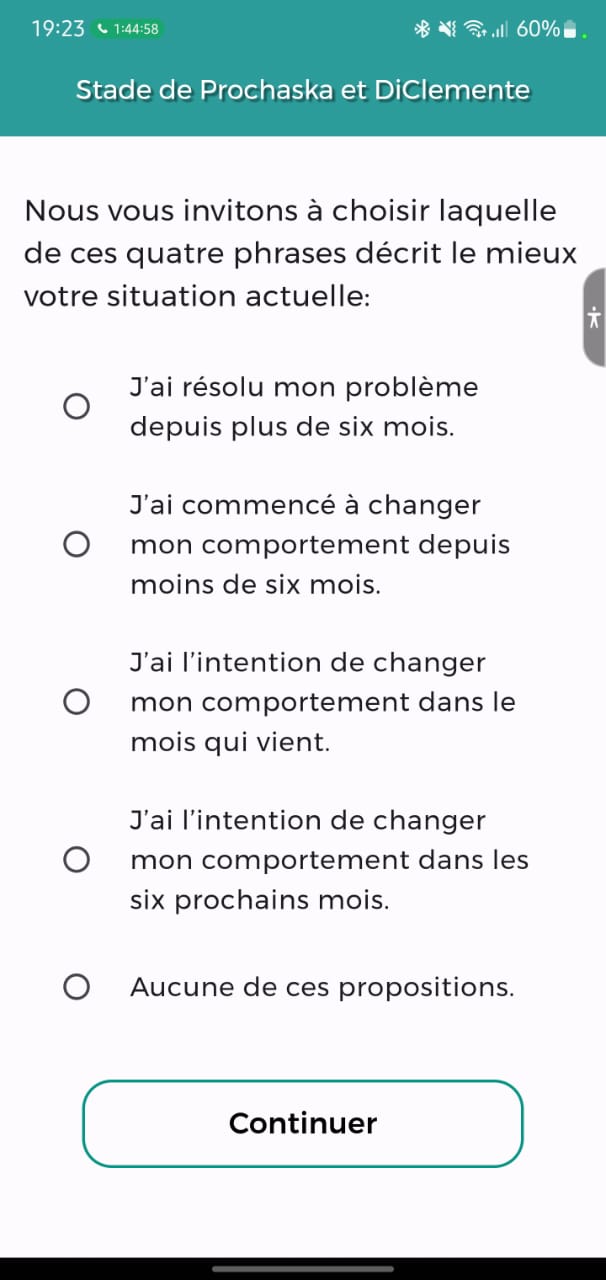 19:23 1:44:58 60%
Stade de Prochaska et DiClemente
Nous vous invitons à choisir laquelle
de ces quatre phrases décrit le mieux
votre situation actuelle:
J’ai résolu mon problème
depuis plus de six mois.
J’ai commencé à changer
mon comportement depuis
moins de six mois.
J’ai l’intention de changer
mon comportement dans le
mois qui vient.
J’ai l’intention de changer
mon comportement dans les
six prochains mois.
Aucune de ces propositions.
Continuer